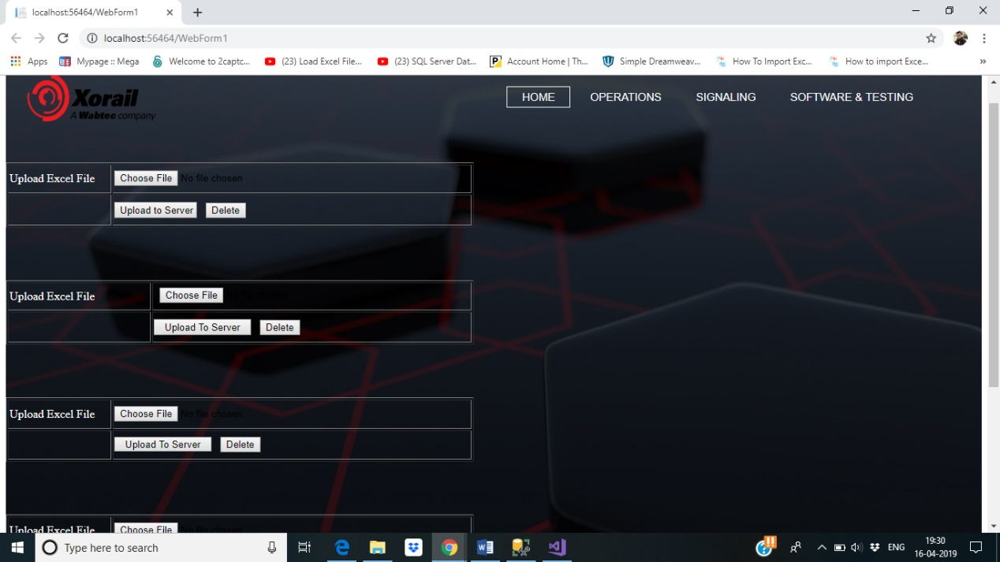 localhost:56464/WebForm1
localhost:56464/WebForm1
Apps Mypage :: Mega Welcome to 2captc... (23) Load Excel File... (23) SQL Server Dat... Account Home | Th... Simple Dreamweav... How To Import Exc... How to import Exce... »
Xorail
A Wabtec company
HOME OPERATIONS SIGNALING SOFTWARE & TESTING
Upload Excel File Choose File No file chosen
Upload to Server Delete
Upload Excel File Choose File
Upload To Server Delete
Upload Excel File Choose File No file chosen
Upload To Server Delete
Upload Excel File Choose File No file chosen
Type here to search
ENG
19:30
16-04-2019